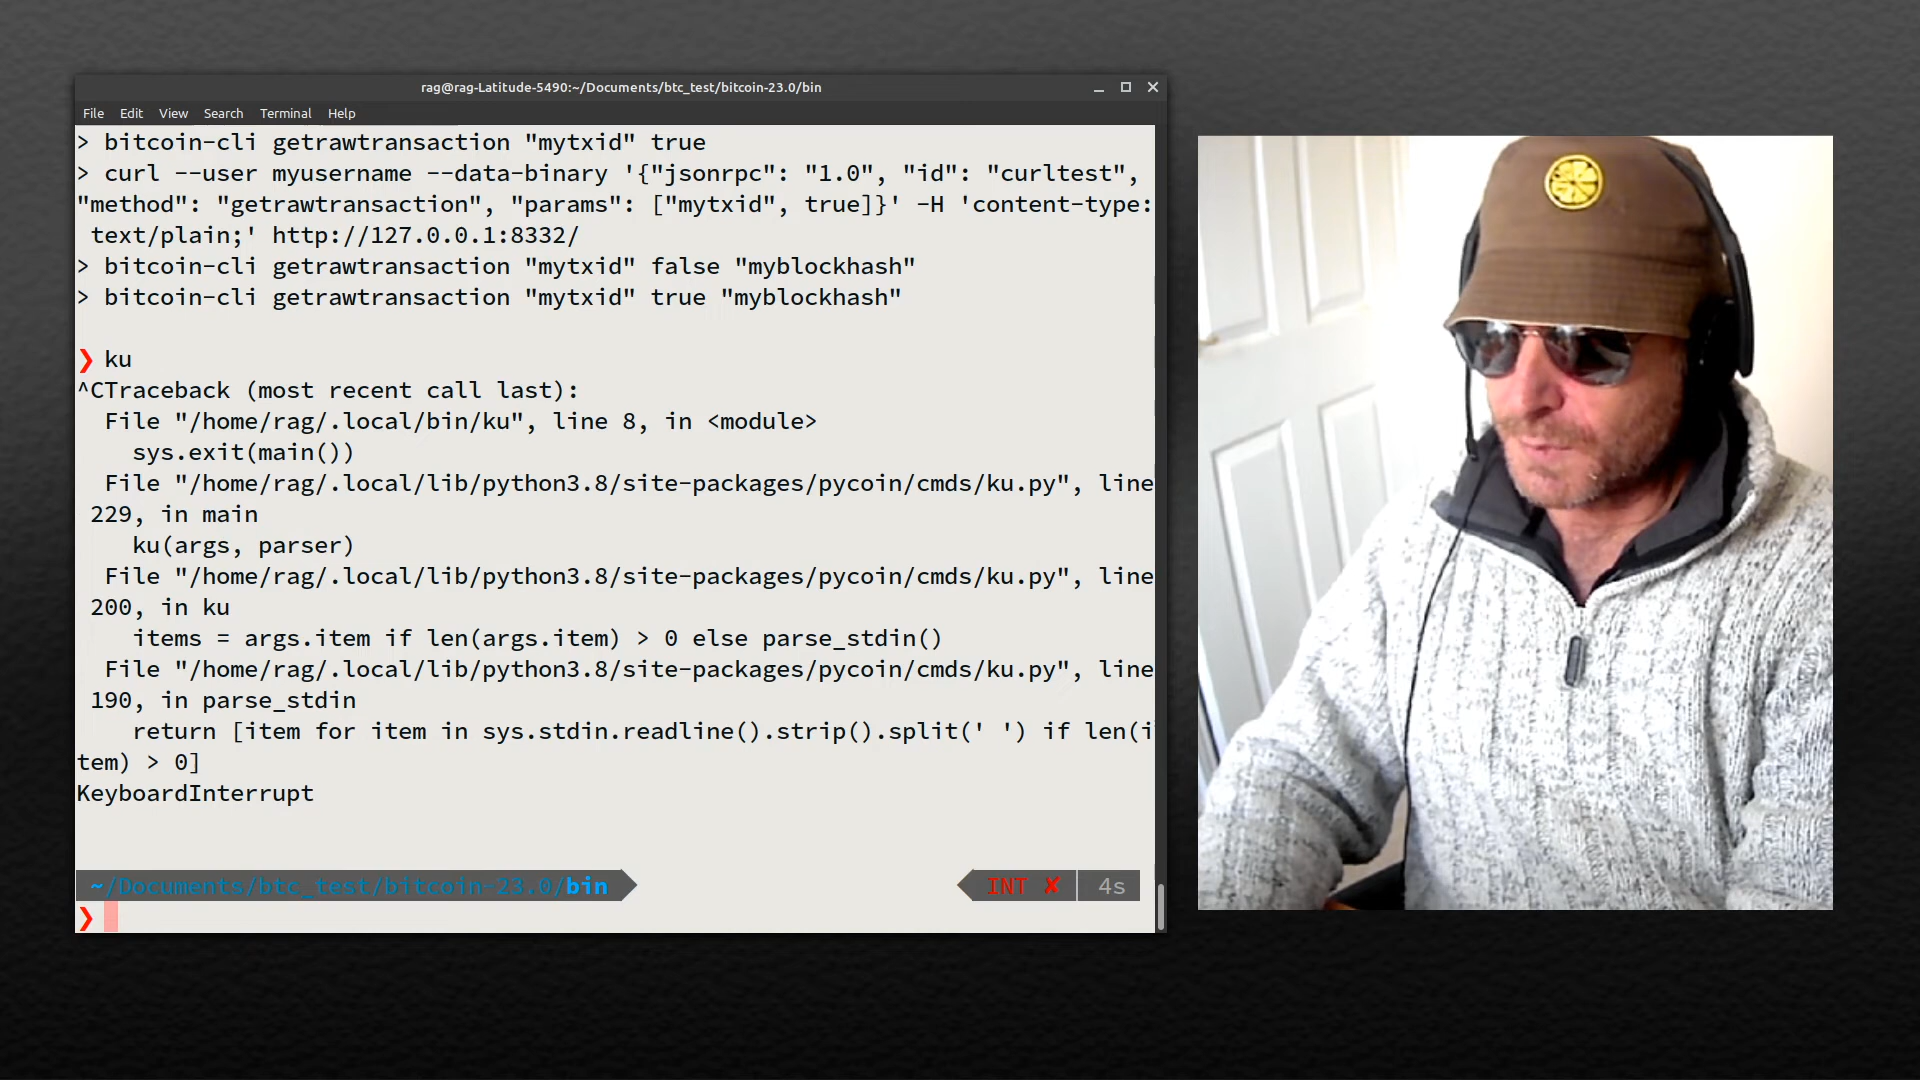 rag@rag-Latitude-5490:~/Documents/btc_test/bitcoin-23.0/bin
File Edit View Search Terminal Help
> bitcoin-cli getrawtransaction "mytxid" true
> curl --user myusername --data-binary '{"jsonrpc": "1.0", "id": "curltest",
"method": "getrawtransaction", "params": ["mytxid", true]}' -H 'content-type:
text/plain;' http://127.0.0.1:8332/
> bitcoin-cli getrawtransaction "mytxid" false "myblockhash"
> bitcoin-cli getrawtransaction "mytxid" true "myblockhash"
❯ ku
^CTraceback (most recent call last):
File "/home/rag/.local/bin/ku", line 8, in <module>
sys.exit(main())
File "/home/rag/.local/lib/python3.8/site-packages/pycoin/cmds/ku.py", line
229, in main
ku(args, parser)
File "/home/rag/.local/lib/python3.8/site-packages/pycoin/cmds/ku.py", line
200, in ku
items = args.item if len(args.item) > 0 else parse_stdin()
File "/home/rag/.local/lib/python3.8/site-packages/pycoin/cmds/ku.py", line
190, in parse_stdin
return [item for item in sys.stdin.readline().strip().split(' ') if len(i
tem) > 0]
KeyboardInterrupt
~/Documents/btc_test/bitcoin-23.0/bin INT ✘ 4s
❯